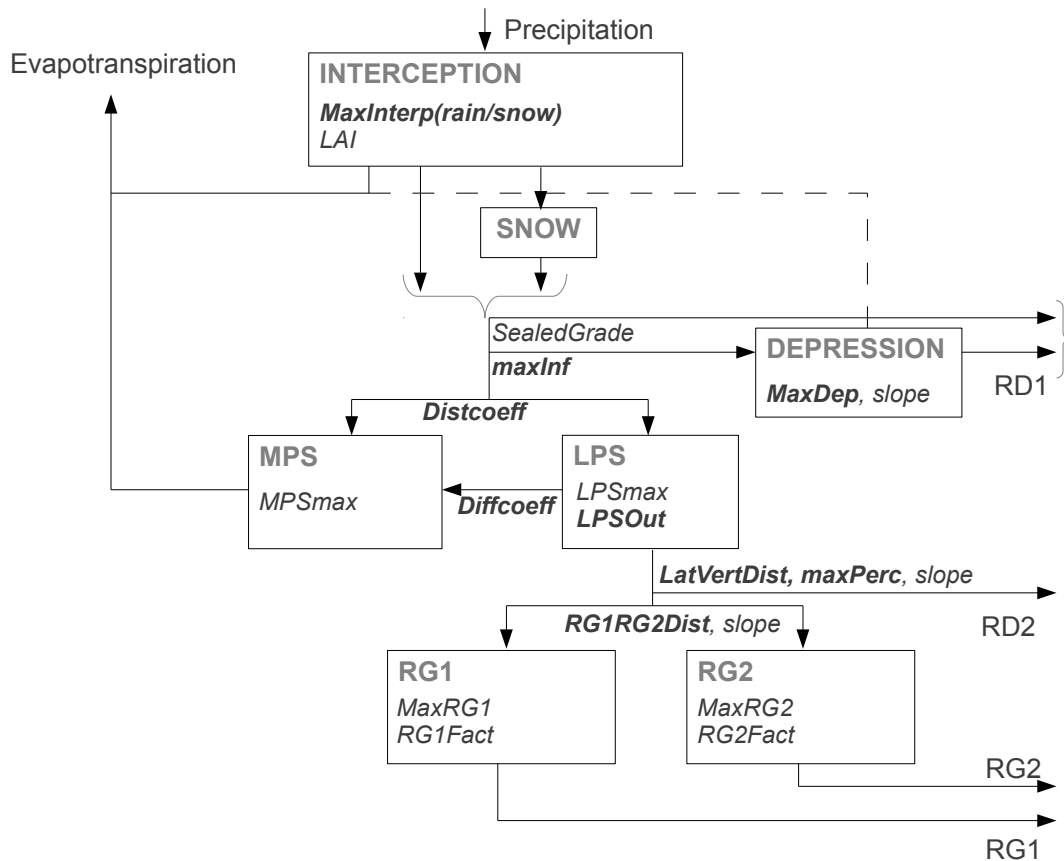 Precipitation
Evapotranspiration
INTERCEPTION
MaxInterp(rain/snow)
LAI
SNOW
SealedGrade
maxInf
DEPRESSION
MaxDep, slope
RD1
Distcoeff
MPS
MPSmax
Diffcoeff
LPS
LPSmax
LPSOut
LatVertDist, maxPerc, slope
RD2
RG1RG2Dist, slope
RG1
MaxRG1
RG1Fact
RG2
MaxRG2
RG2Fact
RG2
RG1